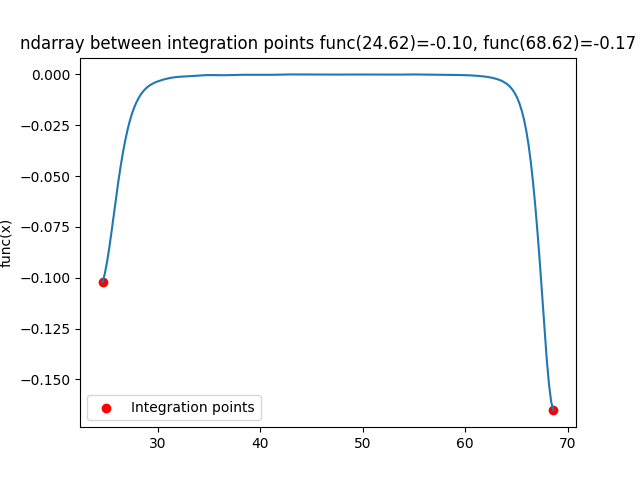 ndarray between integration points func(24.62)=-0.10, func(68.62)=-0.17
0.000
−0.025
−0.050
−0.075
−0.100
−0.125
−0.150
func(x)
Integration points
30 40 50 60 70